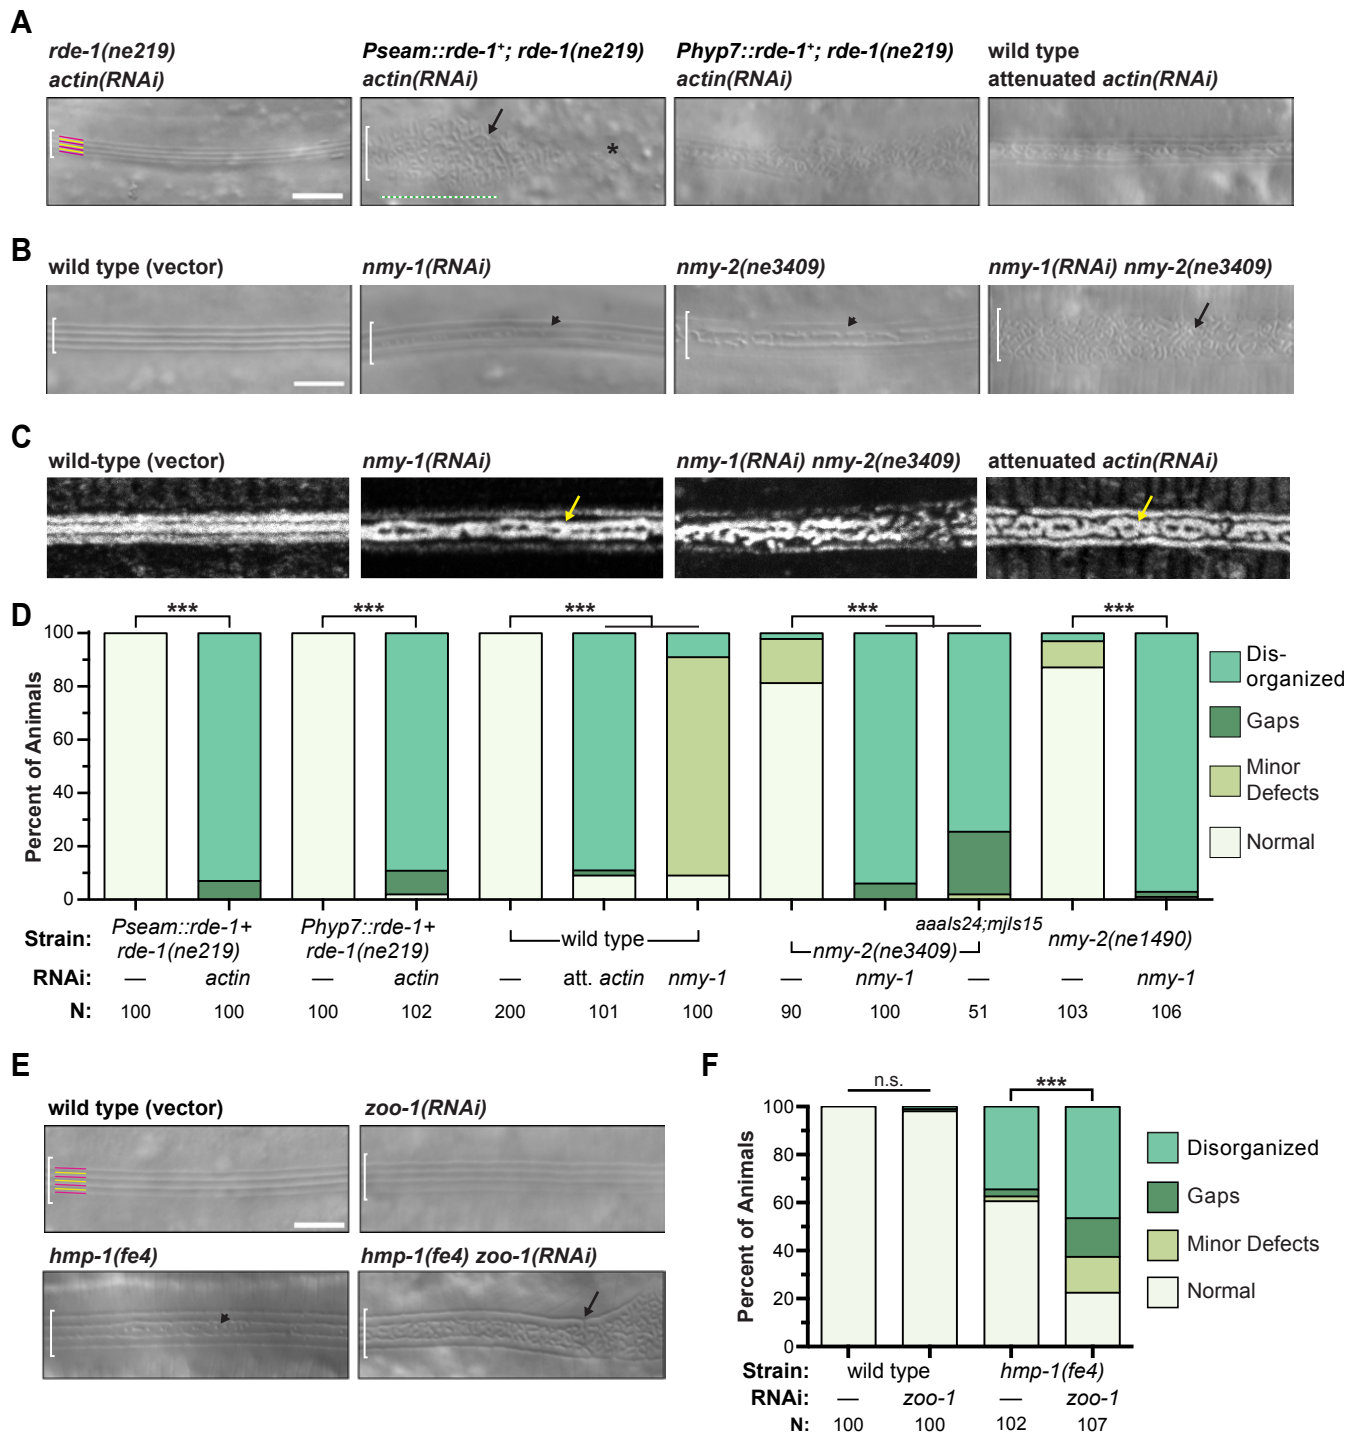 A
rde-1(ne219)
actin(RNAi)
Pseam::rde-1⁺; rde-1(ne219)
actin(RNAi)
Phyp7::rde-1⁺; rde-1(ne219)
actin(RNAi)
wild type
attenuated actin(RNAi)
*
B
wild type (vector)
nmy-1(RNAi)
nmy-2(ne3409)
nmy-1(RNAi) nmy-2(ne3409)
C
wild-type (vector)
nmy-1(RNAi)
nmy-1(RNAi) nmy-2(ne3409)
attenuated actin(RNAi)
D
*** *** *** *** ***
Percent of Animals
100
80
60
40
20
0
Dis-
organized
Gaps
Minor
Defects
Normal
Strain:
Pseam::rde-1+
rde-1(ne219)
Phyp7::rde-1+
rde-1(ne219)
wild type
nmy-2(ne3409)
aaaIs24;mjIs15
nmy-2(ne1490)
RNAi: — actin — actin — att. actin nmy-1 — nmy-1 — — nmy-1
N: 100 100 100 102 200 101 100 90 100 51 103 106
E
wild type (vector)
zoo-1(RNAi)
hmp-1(fe4)
hmp-1(fe4) zoo-1(RNAi)
F
n.s. ***
Percent of Animals
100
80
60
40
20
0
Disorganized
Gaps
Minor Defects
Normal
Strain: wild type hmp-1(fe4)
RNAi: — zoo-1 — zoo-1
N: 100 100 102 107